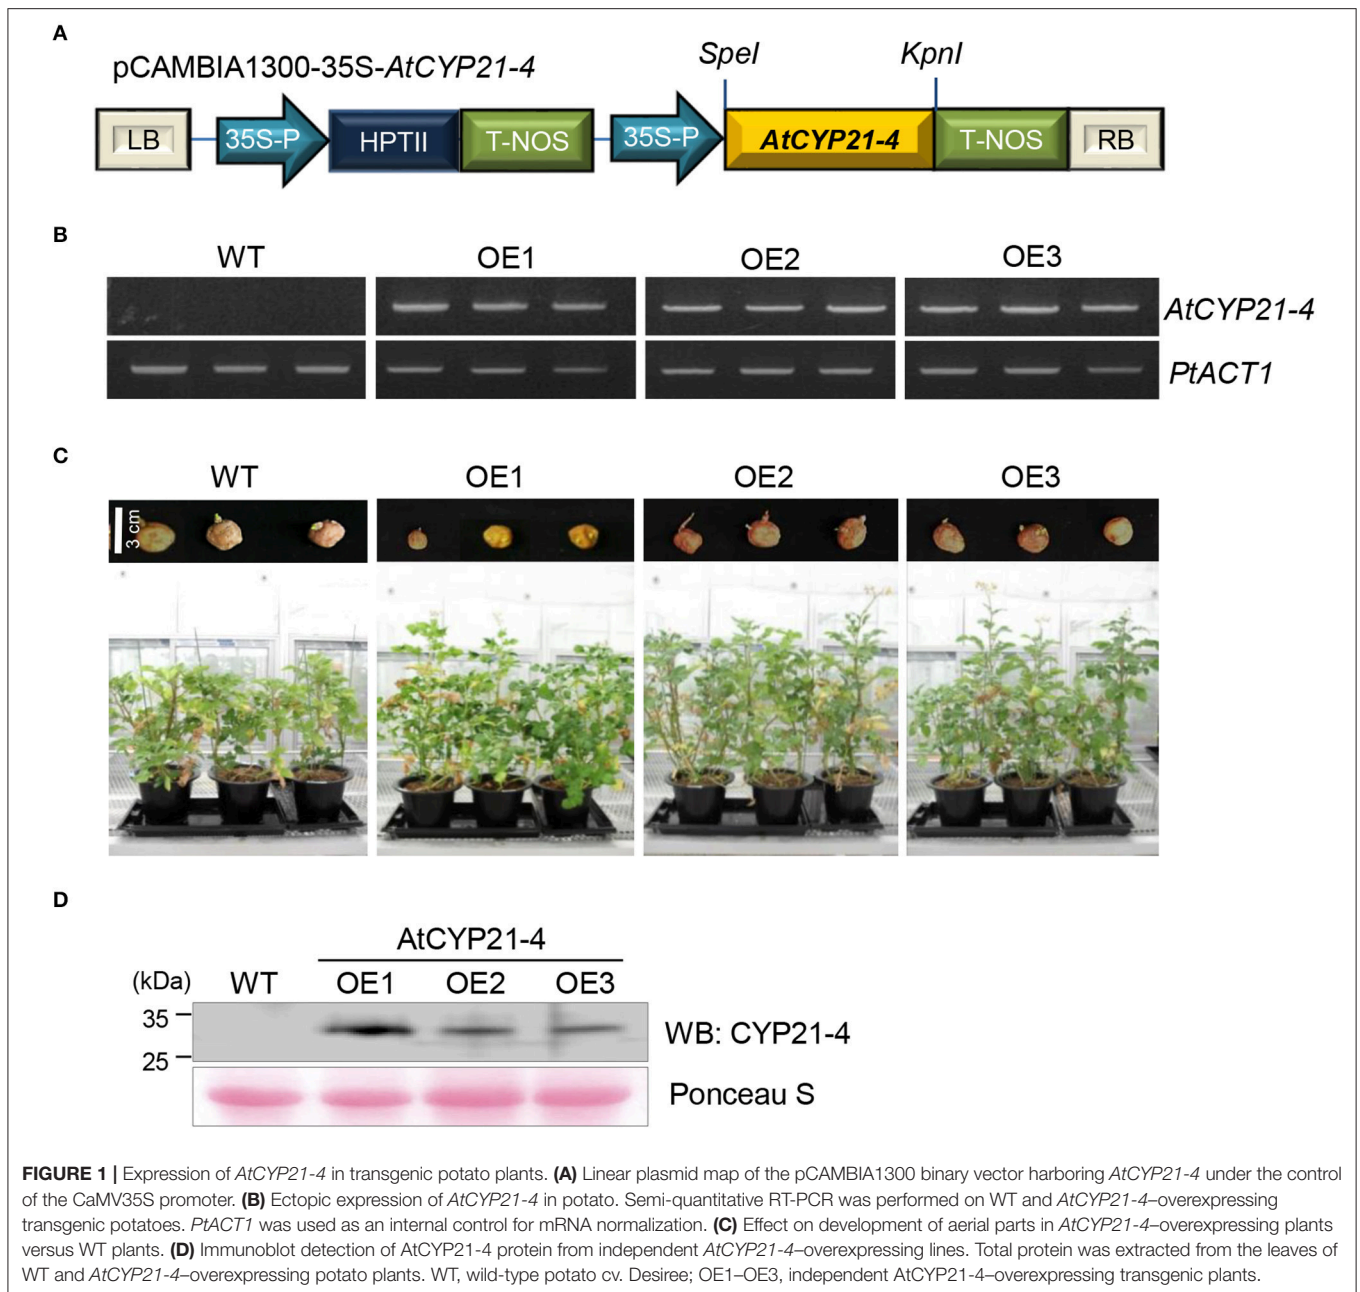 A
pCAMBIA1300-35S-AtCYP21-4
SpeI KpnI
LB 35S-P HPTII T-NOS 35S-P AtCYP21-4 T-NOS RB
B
WT OE1 OE2 OE3
AtCYP21-4
PtACT1
C
WT OE1 OE2 OE3
3 cm
D
AtCYP21-4
(kDa) WT OE1 OE2 OE3
35
WB: CYP21-4
25
Ponceau S
FIGURE 1 | Expression of AtCYP21-4 in transgenic potato plants. (A) Linear plasmid map of the pCAMBIA1300 binary vector harboring AtCYP21-4 under the control
of the CaMV35S promoter. (B) Ectopic expression of AtCYP21-4 in potato. Semi-quantitative RT-PCR was performed on WT and AtCYP21-4–overexpressing
transgenic potatoes. PtACT1 was used as an internal control for mRNA normalization. (C) Effect on development of aerial parts in AtCYP21-4–overexpressing plants
versus WT plants. (D) Immunoblot detection of AtCYP21-4 protein from independent AtCYP21-4–overexpressing lines. Total protein was extracted from the leaves of
WT and AtCYP21-4–overexpressing potato plants. WT, wild-type potato cv. Desiree; OE1–OE3, independent AtCYP21-4–overexpressing transgenic plants.